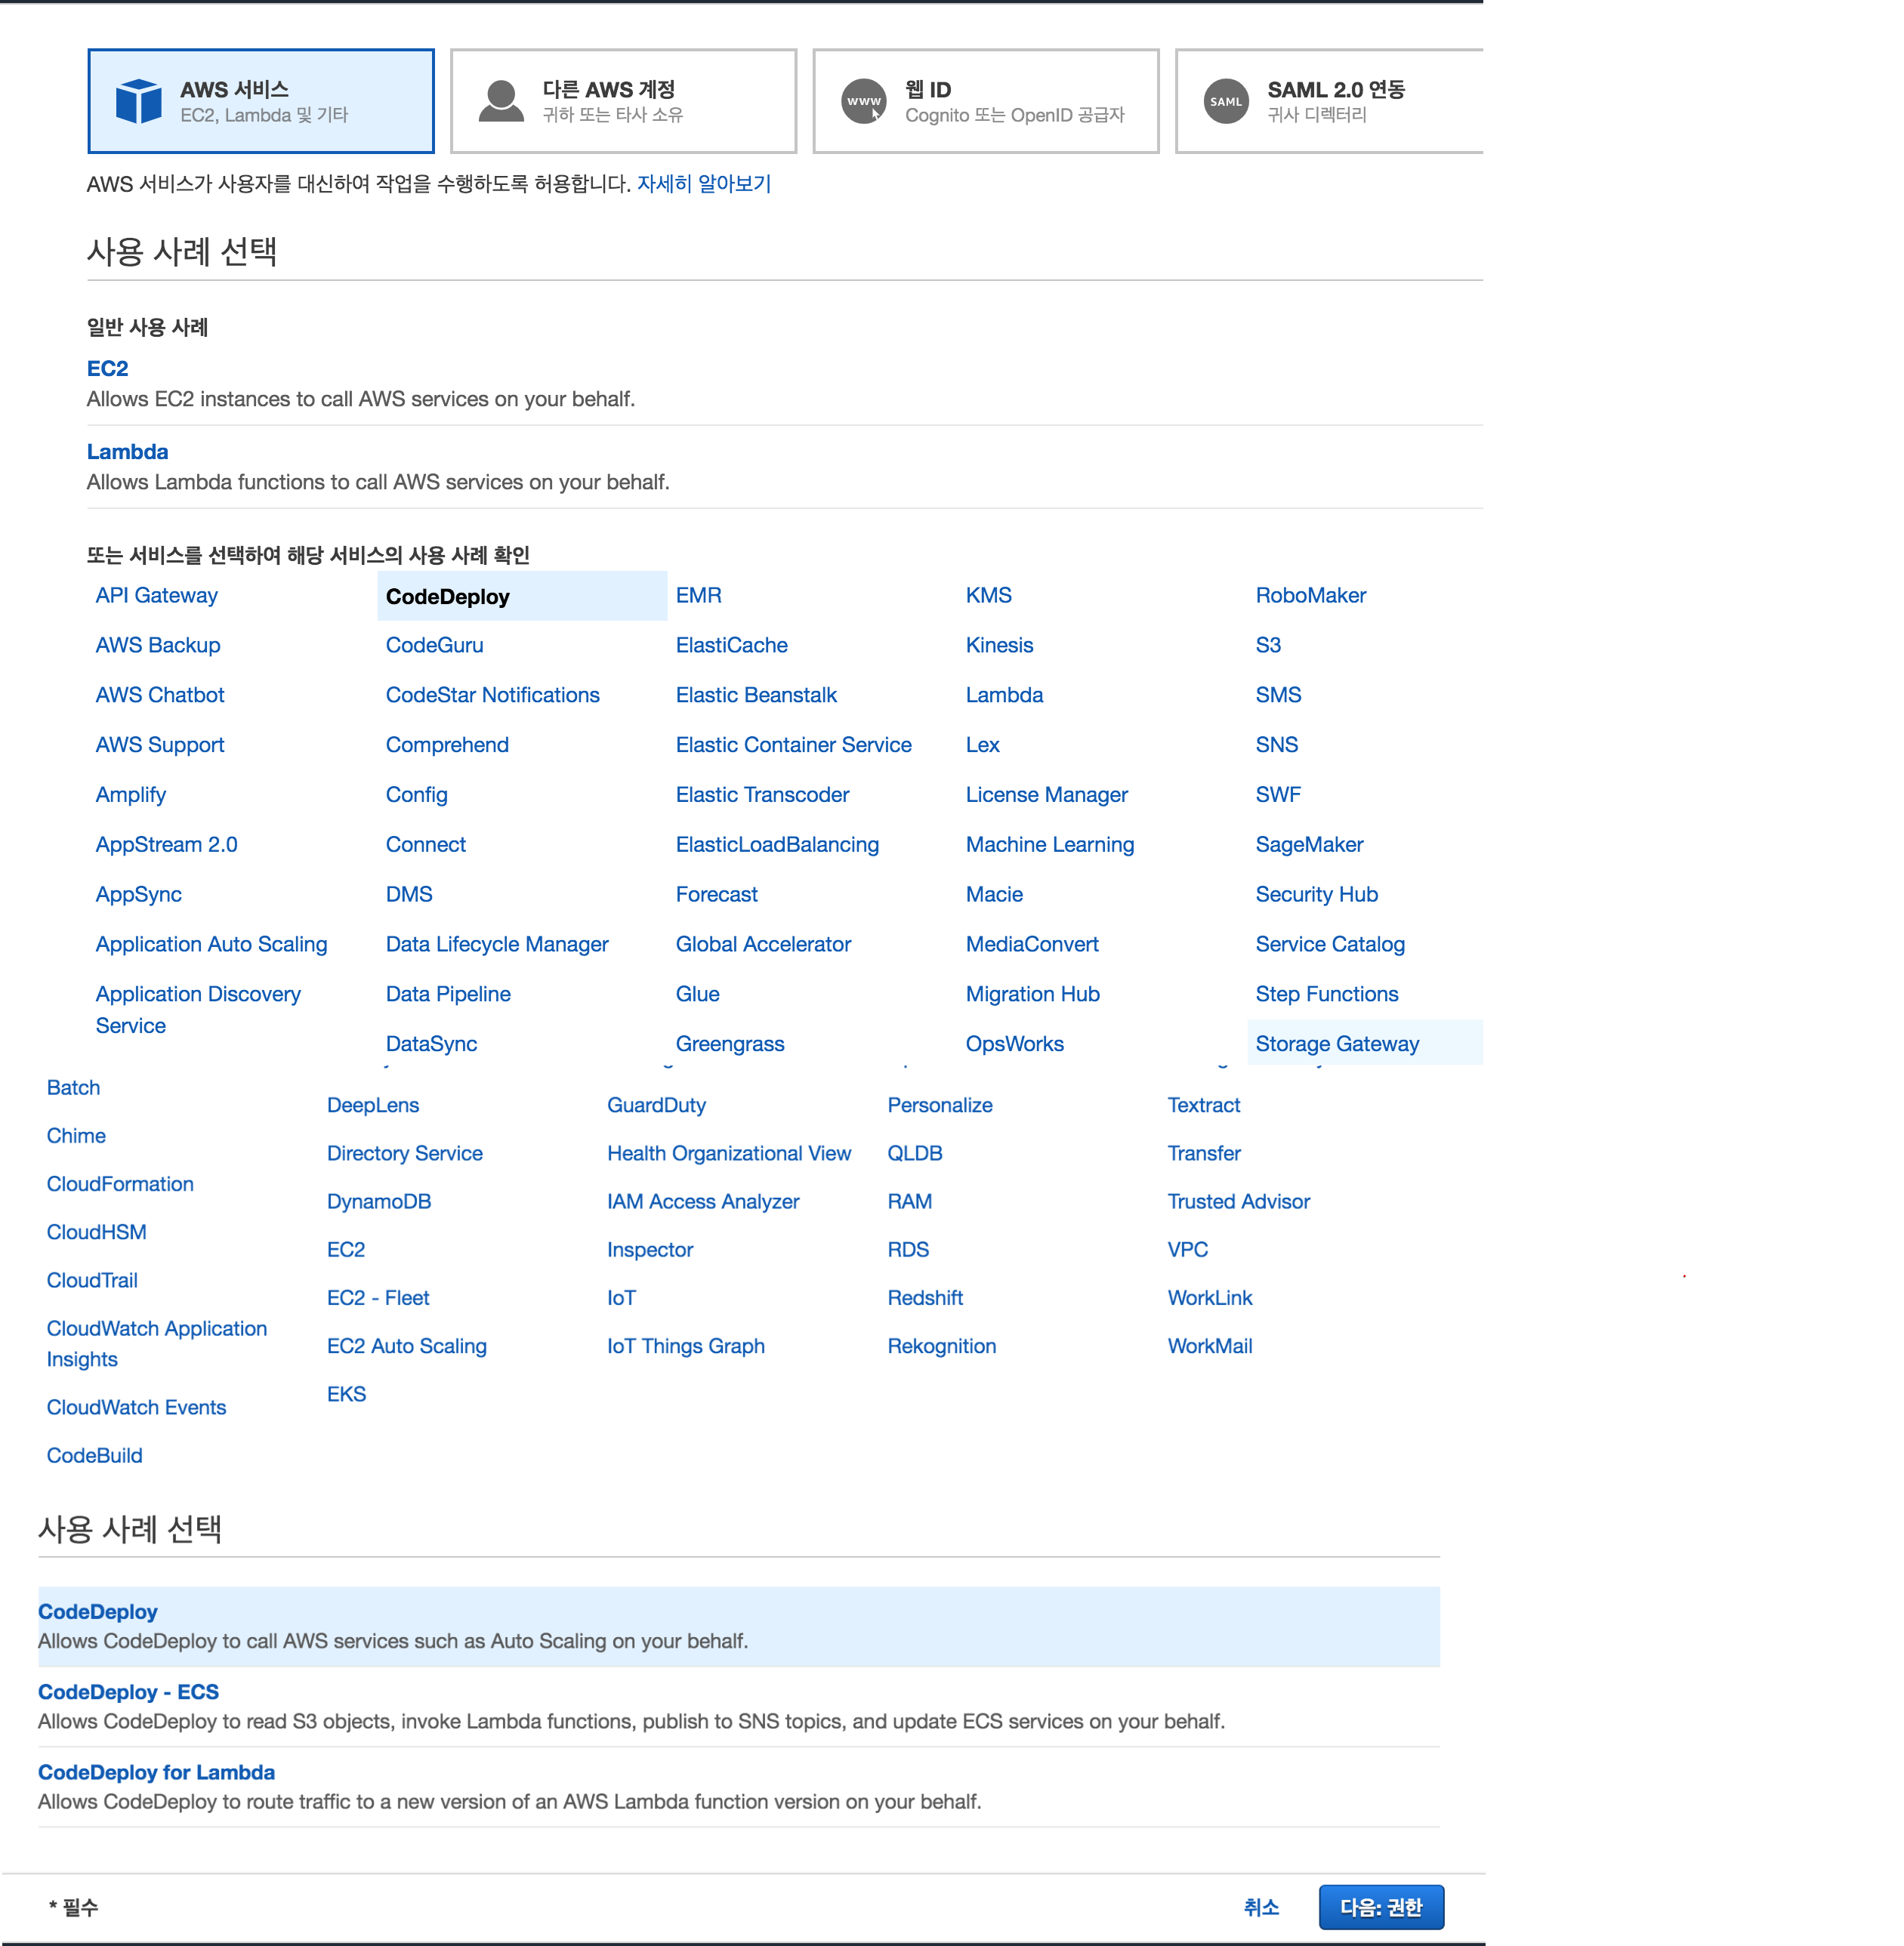 AWS 서비스
EC2, Lambda 및 기타
다른 AWS 계정
귀하 또는 타사 소유
www
웹 ID
Cognito 또는 OpenID 공급자
SAML
SAML 2.0 연동
귀사 디렉터리
AWS 서비스가 사용자를 대신하여 작업을 수행하도록 허용합니다. 자세히 알아보기
사용 사례 선택
일반 사용 사례
EC2
Allows EC2 instances to call AWS services on your behalf.
Lambda
Allows Lambda functions to call AWS services on your behalf.
또는 서비스를 선택하여 해당 서비스의 사용 사례 확인
API Gateway
AWS Backup
AWS Chatbot
AWS Support
Amplify
AppStream 2.0
AppSync
Application Auto Scaling
Application Discovery
Service
CodeDeploy
CodeGuru
CodeStar Notifications
Comprehend
Config
Connect
DMS
Data Lifecycle Manager
Data Pipeline
DataSync
EMR
ElastiCache
Elastic Beanstalk
Elastic Container Service
Elastic Transcoder
ElasticLoadBalancing
Forecast
Global Accelerator
Glue
Greengrass
KMS
Kinesis
Lambda
Lex
License Manager
Machine Learning
Macie
MediaConvert
Migration Hub
OpsWorks
RoboMaker
S3
SMS
SNS
SWF
SageMaker
Security Hub
Service Catalog
Step Functions
Storage Gateway
Batch
Chime
CloudFormation
CloudHSM
CloudTrail
CloudWatch Application
Insights
CloudWatch Events
CodeBuild
DeepLens
Directory Service
DynamoDB
EC2
EC2 - Fleet
EC2 Auto Scaling
EKS
GuardDuty
Health Organizational View
IAM Access Analyzer
Inspector
IoT
IoT Things Graph
Personalize
QLDB
RAM
RDS
Redshift
Rekognition
Textract
Transfer
Trusted Advisor
VPC
WorkLink
WorkMail
사용 사례 선택
CodeDeploy
Allows CodeDeploy to call AWS services such as Auto Scaling on your behalf.
CodeDeploy - ECS
Allows CodeDeploy to read S3 objects, invoke Lambda functions, publish to SNS topics, and update ECS services on your behalf.
CodeDeploy for Lambda
Allows CodeDeploy to route traffic to a new version of an AWS Lambda function version on your behalf.
* 필수
취소
다음: 권한